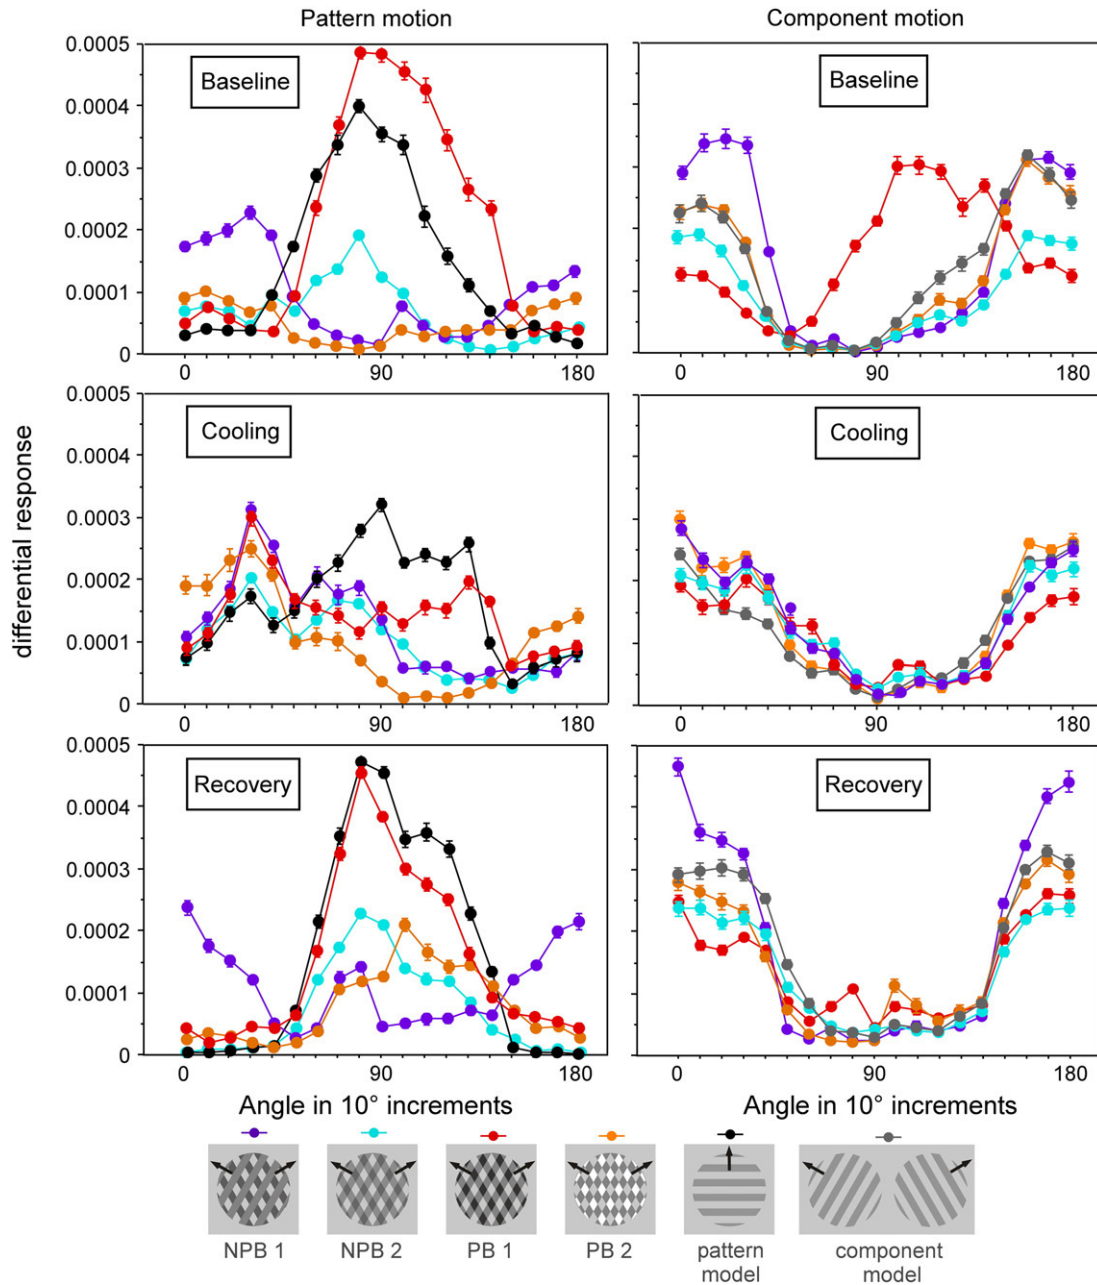 Pattern motion
Component motion
0.0005
0.0004
0.0003
0.0002
0.0001
0
Baseline
0
90
180
Baseline
0
90
180
differential response
0.0005
0.0004
0.0003
0.0002
0.0001
0
Cooling
0
90
180
Cooling
0
90
180
0.0005
0.0004
0.0003
0.0002
0.0001
0
Recovery
0
90
180
Recovery
0
90
180
Angle in 10° increments
Angle in 10° increments
NPB 1
NPB 2
PB 1
PB 2
pattern
model
component
model